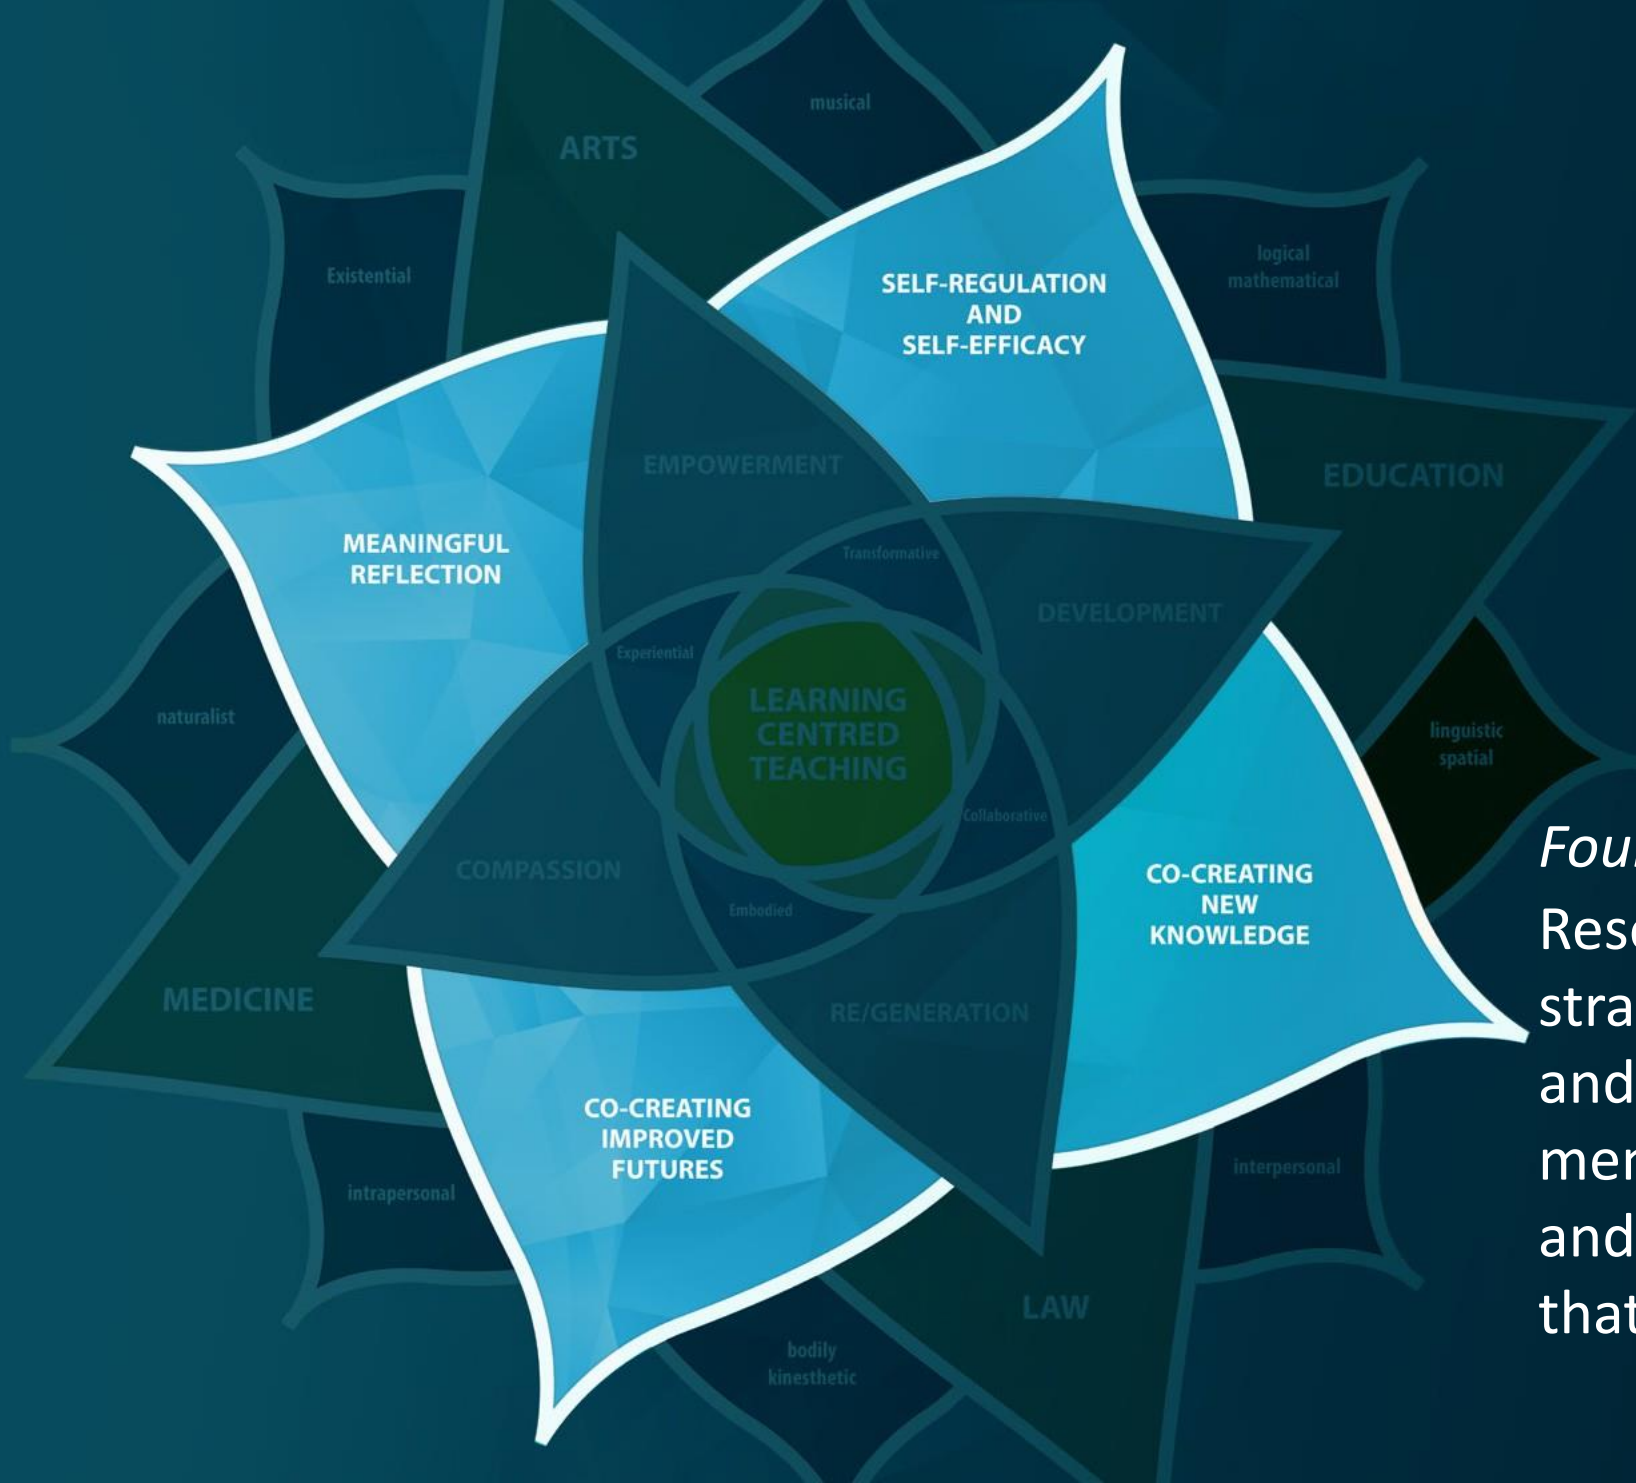 musical
ARTS
Existential
logical
mathematical
SELF-REGULATION
AND
SELF-EFFICACY
EMPOWERMENT
EDUCATION
MEANINGFUL
REFLECTION
Transformative
DEVELOPMENT
Experiential
LEARNING
CENTRED
TEACHING
naturalist
linguistic
spatial
Collaborative
COMPASSION
Embodied
CO-CREATING
NEW
KNOWLEDGE
MEDICINE
RE/GENERATION
CO-CREATING
IMPROVED
FUTURES
intrapersonal
interpersonal
LAW
bodily
kinesthetic
and
and